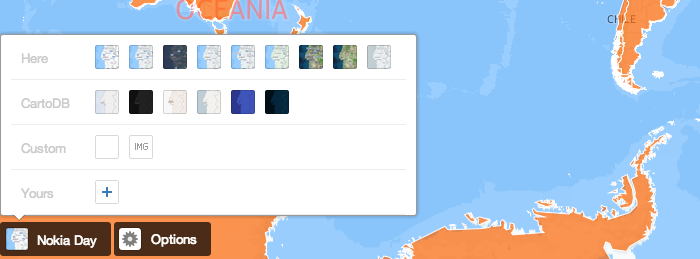 OCEANIA
CHILE
Here
CartoDB
Custom
IMG
Yours
+
Nokia Day
Options